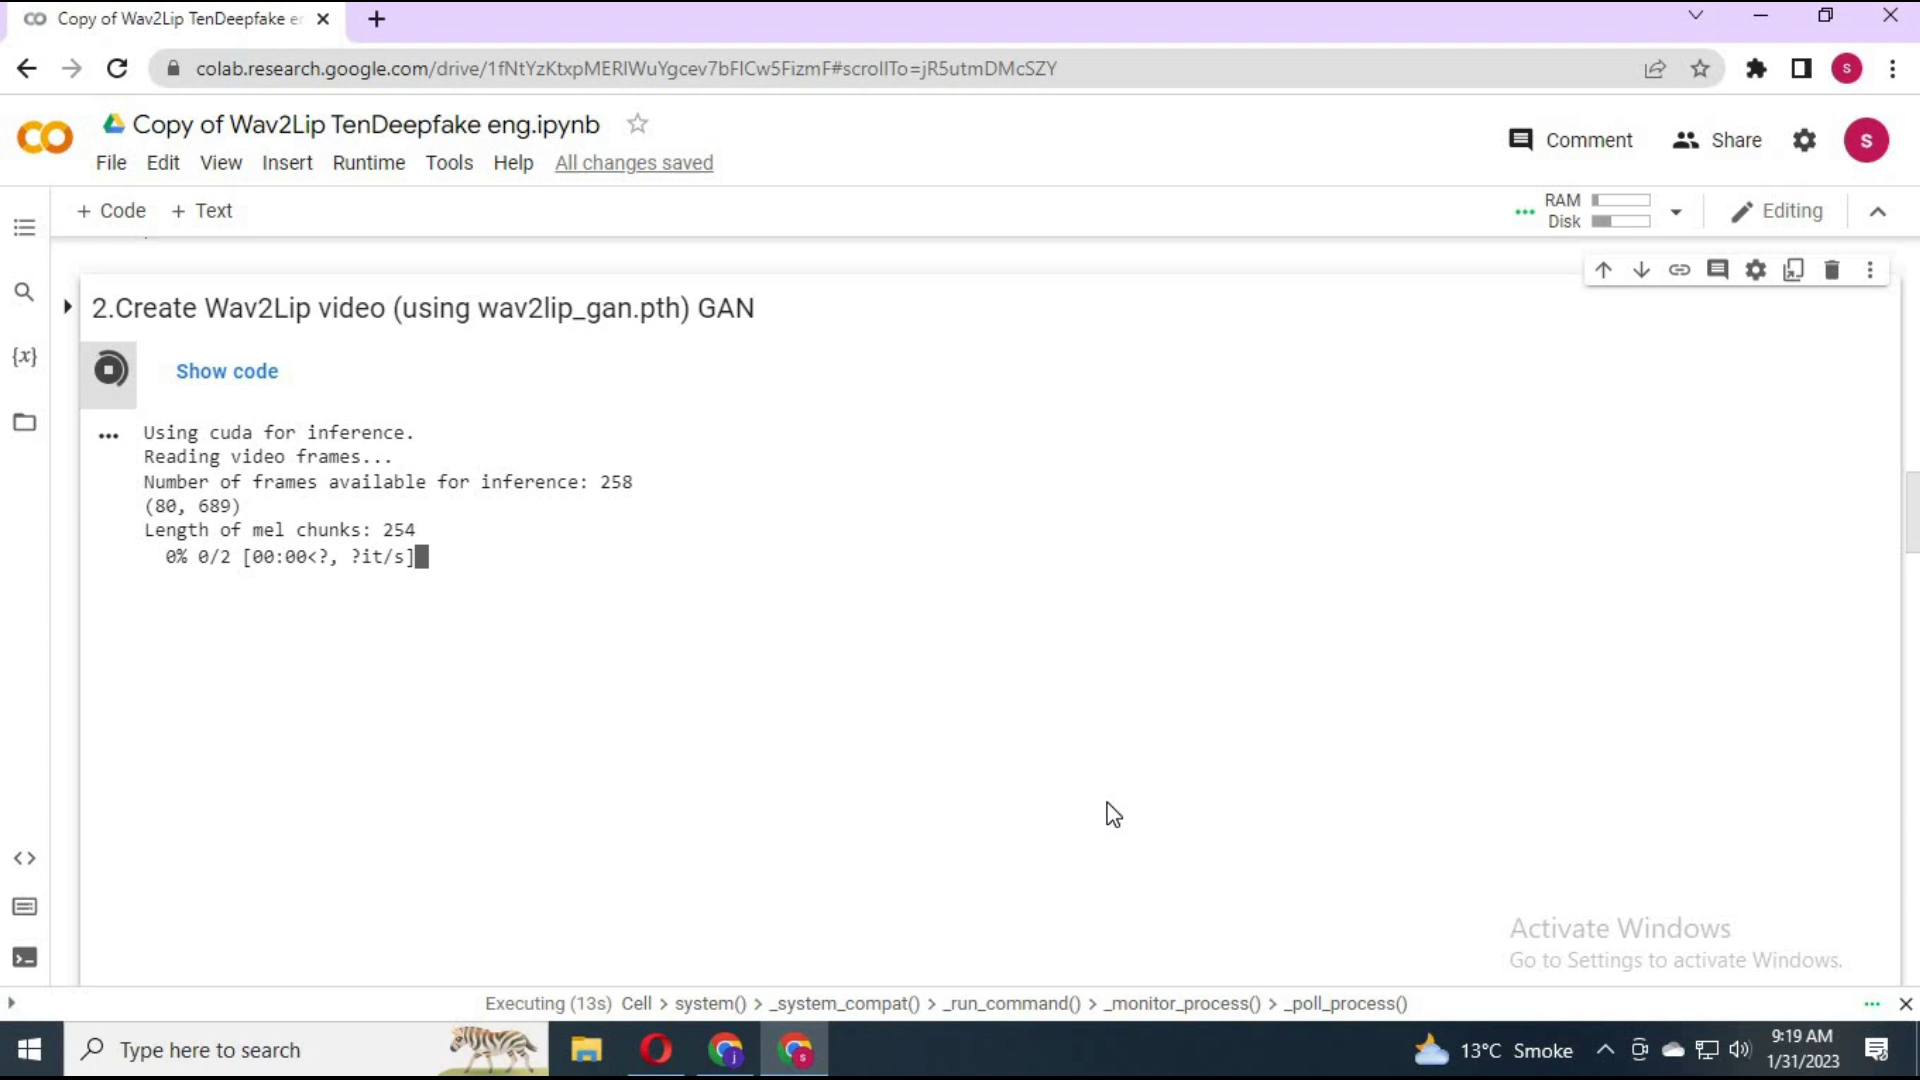 Copy of Wav2Lip TenDeepfake er
colab.research.google.com/drive/1fNtYzKtxpMERlWuYgcev7bFlCw5FizmF#scrollTo=jR5utmDMcSZY
s
Copy of Wav2Lip TenDeepfake eng.ipynb
Comment
Share
s
File Edit View Insert Runtime Tools Help All changes saved
+ Code + Text
RAM
Disk
Editing
2.Create Wav2Lip video (using wav2lip_gan.pth) GAN
{x}
Show code
Using cuda for inference.
Reading video frames...
Number of frames available for inference: 258
(80, 689)
Length of mel chunks: 254
0% 0/2 [00:00<?, ?it/s]
Activate Windows
Go to Settings to activate Windows.
Executing (13s) Cell > system() > _system_compat() > _run_command() > _monitor_process() > _poll_process()
Type here to search
j
s
13°C Smoke
9:19 AM
1/31/2023